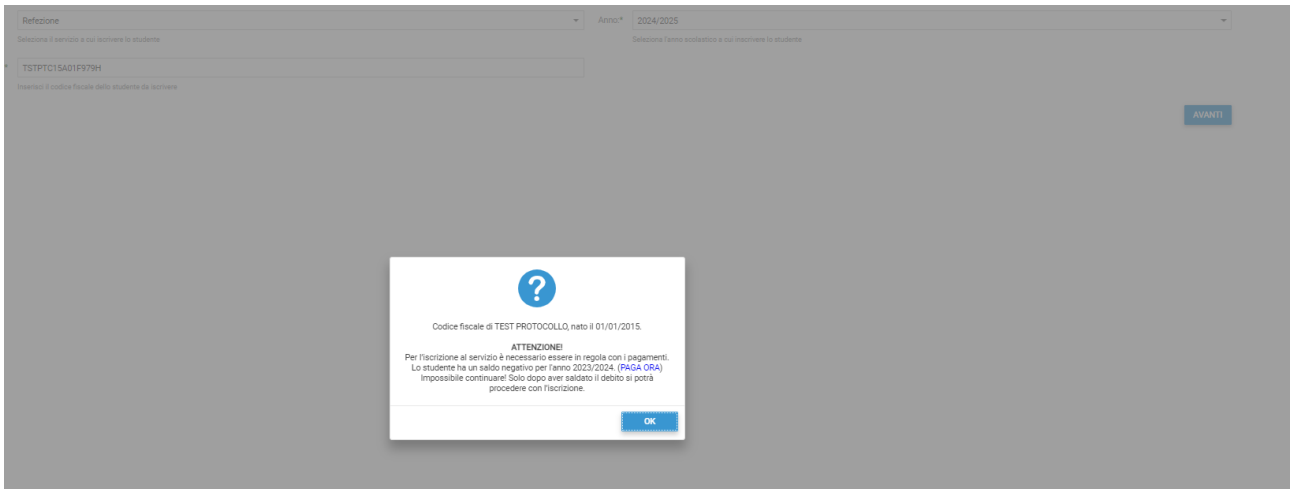 Refezione
Anno:* 2024/2025
Seleziona il servizio a cui iscrivere lo studente
Seleziona l'anno scolastico a cui iscrivere lo studente
* TSTPTC15A01F979H
Inserisci il codice fiscale dello studente da iscrivere
AVANTI
?
Codice fiscale di TEST PROTOCOLLO, nato il 01/01/2015.
ATTENZIONE!
Per l'iscrizione al servizio è necessario essere in regola con i pagamenti.
Lo studente ha un saldo negativo per l'anno 2023/2024. (PAGA ORA)
Impossibile continuare! Solo dopo aver saldato il debito si potrà
procedere con l'iscrizione.
OK